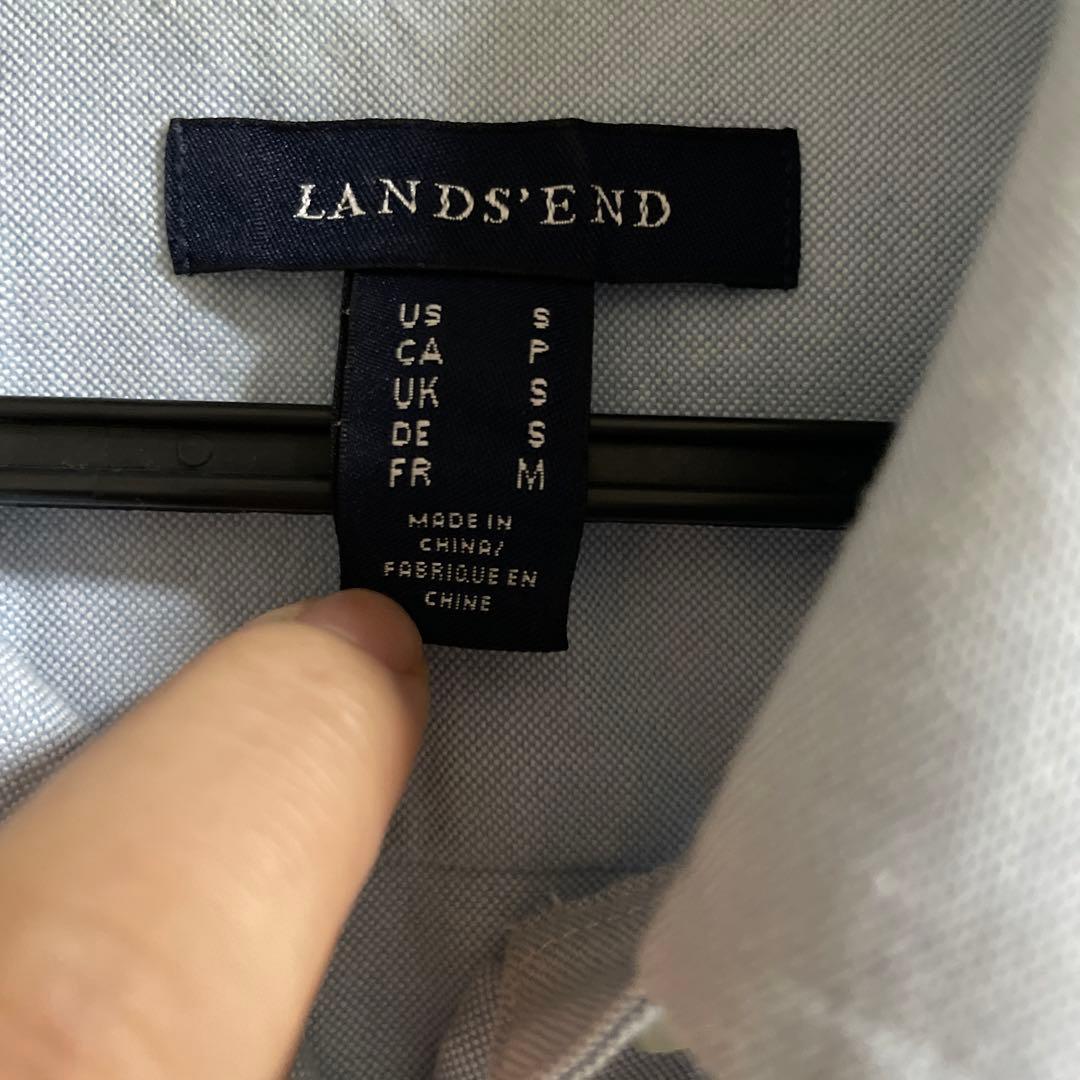 LANDS'END
US S
CA P
UK S
DE S
FR M
MADE IN
CHINA/
FABRIQUE EN
CHINE